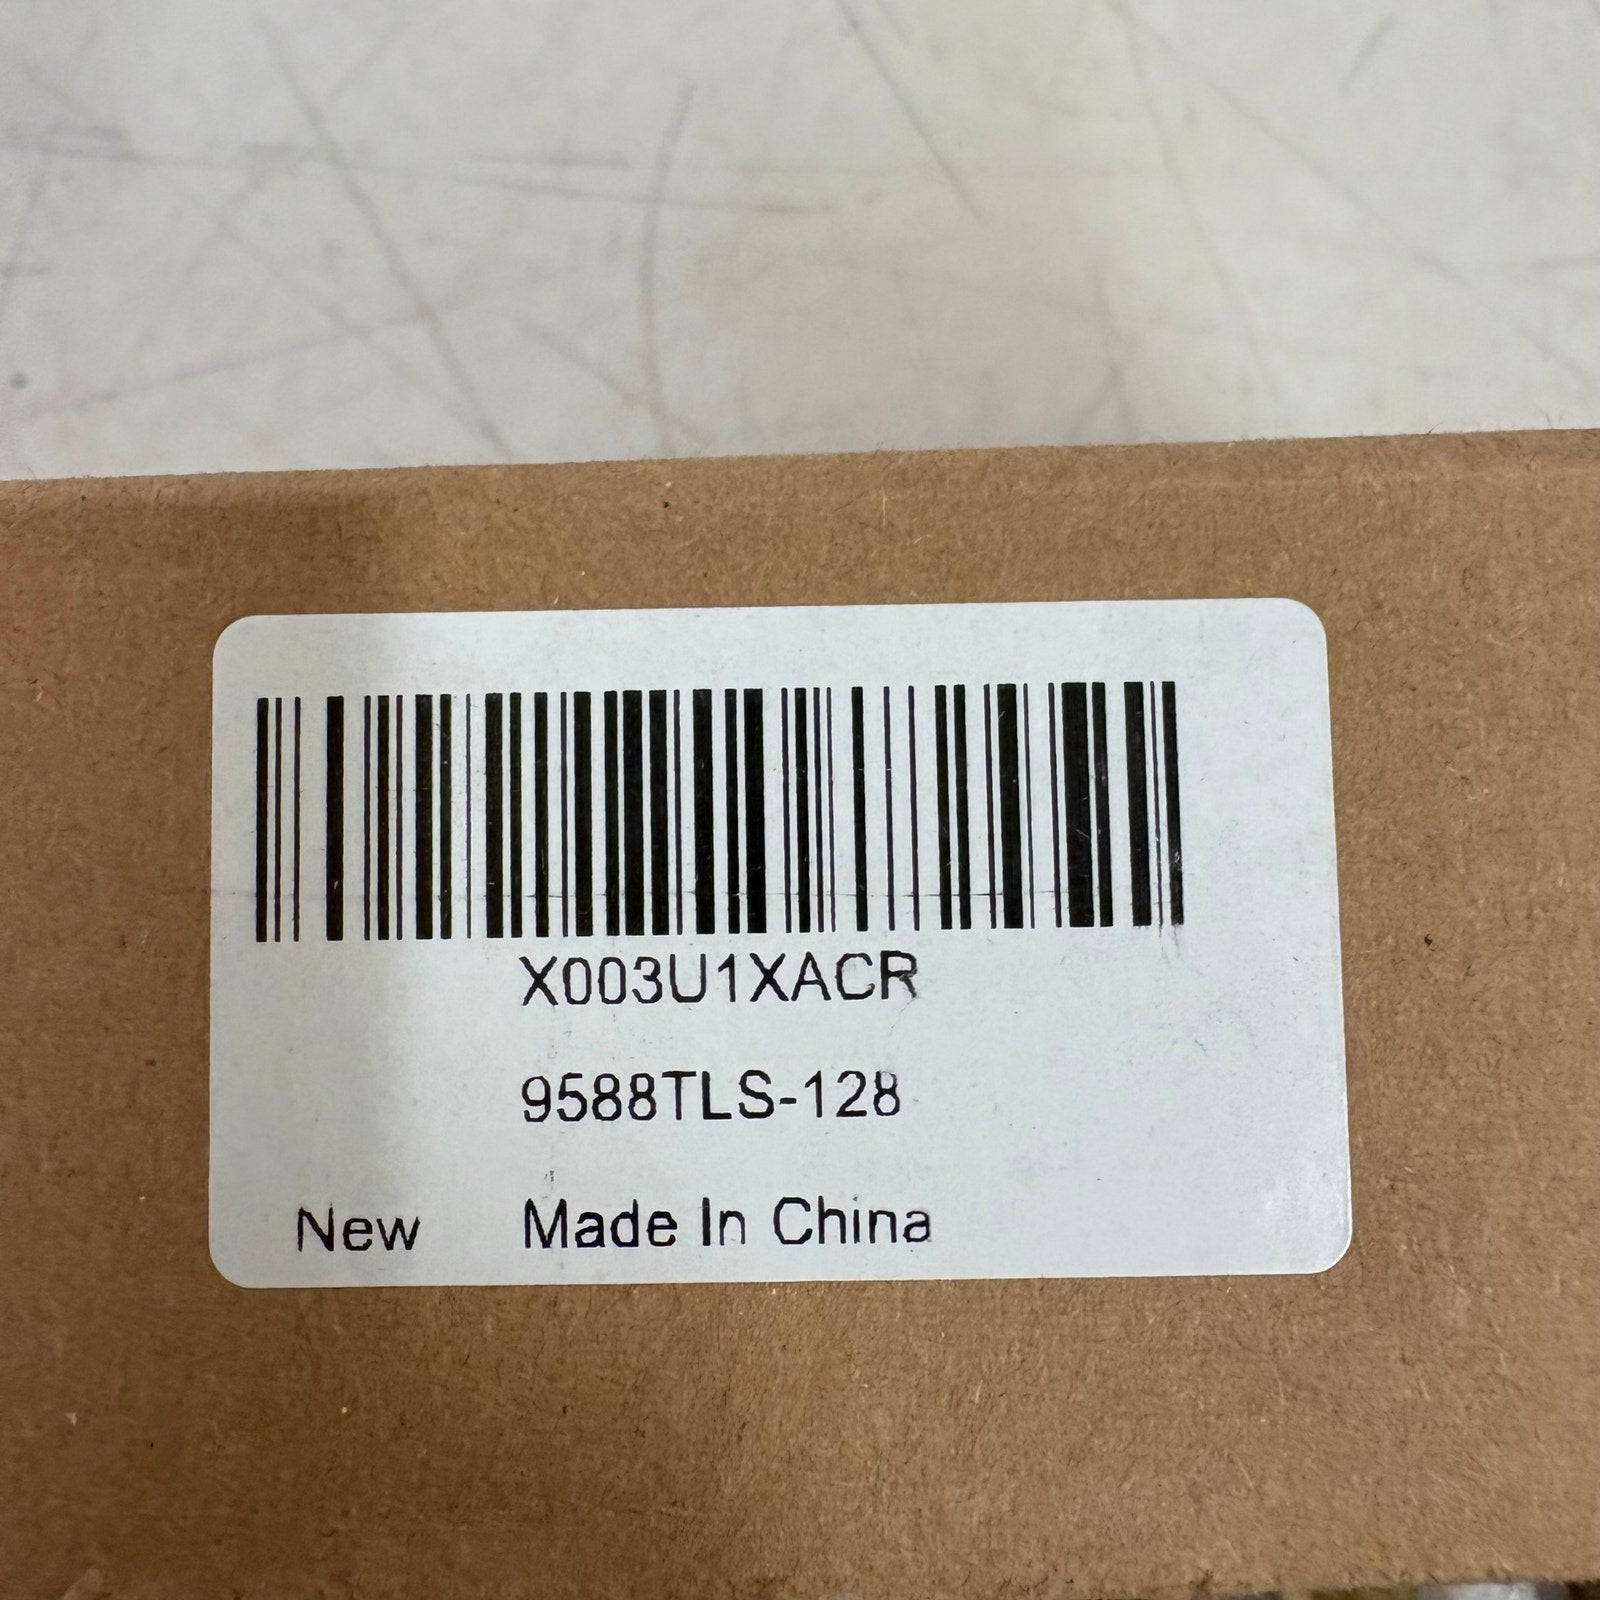 X003U1XACR
9588TLS-128
New Made In China